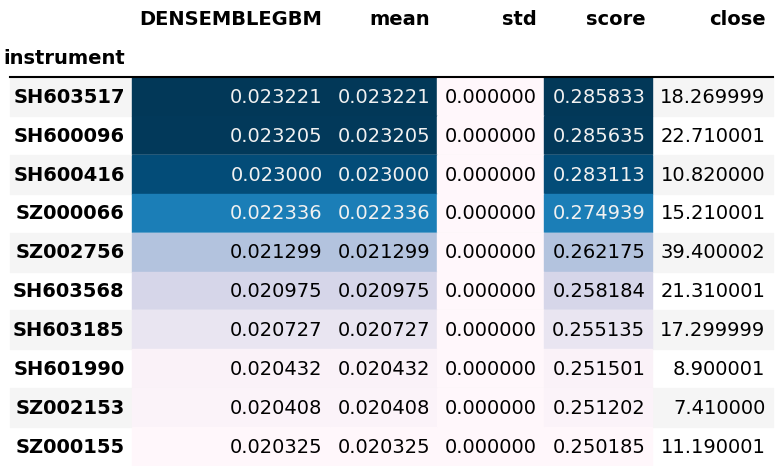 DENSEMBLEGBM mean std score close
instrument
SH603517 0.023221 0.023221 0.000000 0.285833 18.269999
SH600096 0.023205 0.023205 0.000000 0.285635 22.710001
SH600416 0.023000 0.023000 0.000000 0.283113 10.820000
SZ000066 0.022336 0.022336 0.000000 0.274939 15.210001
SZ002756 0.021299 0.021299 0.000000 0.262175 39.400002
SH603568 0.020975 0.020975 0.000000 0.258184 21.310001
SH603185 0.020727 0.020727 0.000000 0.255135 17.299999
SH601990 0.020432 0.020432 0.000000 0.251501 8.900001
SZ002153 0.020408 0.020408 0.000000 0.251202 7.410000
SZ000155 0.020325 0.020325 0.000000 0.250185 11.190001